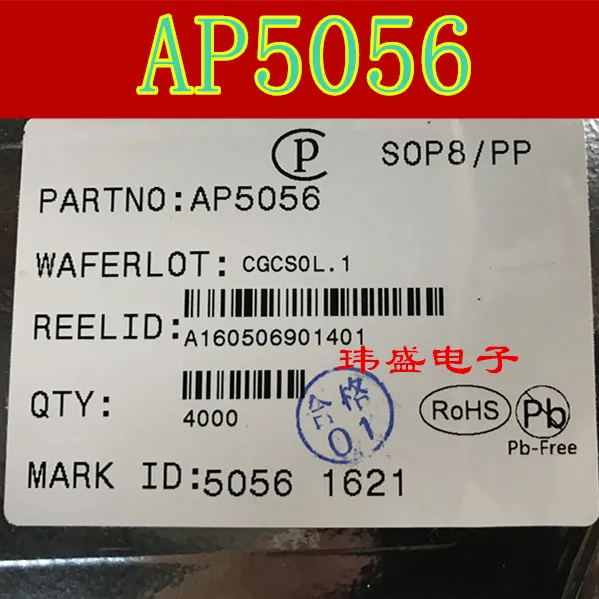 AP5056
Cp SOP8/PP
PARTNO:AP5056
WAFERLOT: CGCS0L.1
REELID: A160506901401
玮盛电子
QTY: 4000
合格 01
RoHS Pb
Pb-Free
MARK ID:5056 1621